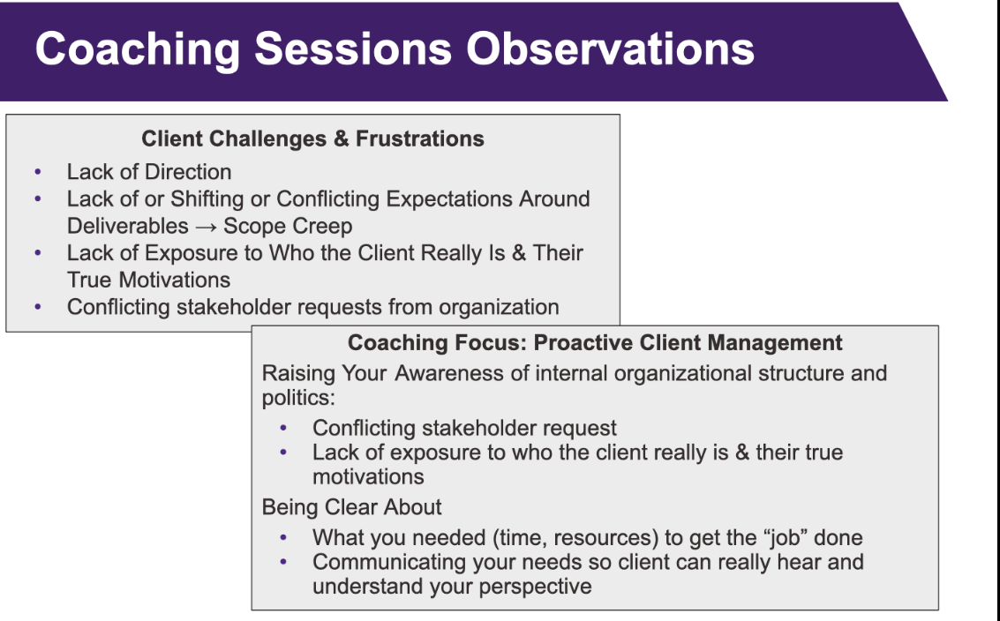 Coaching Sessions Observations
Client Challenges & Frustrations
• Lack of Direction
• Lack of or Shifting or Conflicting Expectations Around
Deliverables → Scope Creep
• Lack of Exposure to Who the Client Really Is & Their
True Motivations
• Conflicting stakeholder requests from organization
Coaching Focus: Proactive Client Management
Raising Your Awareness of internal organizational structure and
politics:
• Conflicting stakeholder request
• Lack of exposure to who the client really is & their true
motivations
Being Clear About
• What you needed (time, resources) to get the “job” done
• Communicating your needs so client can really hear and
understand your perspective